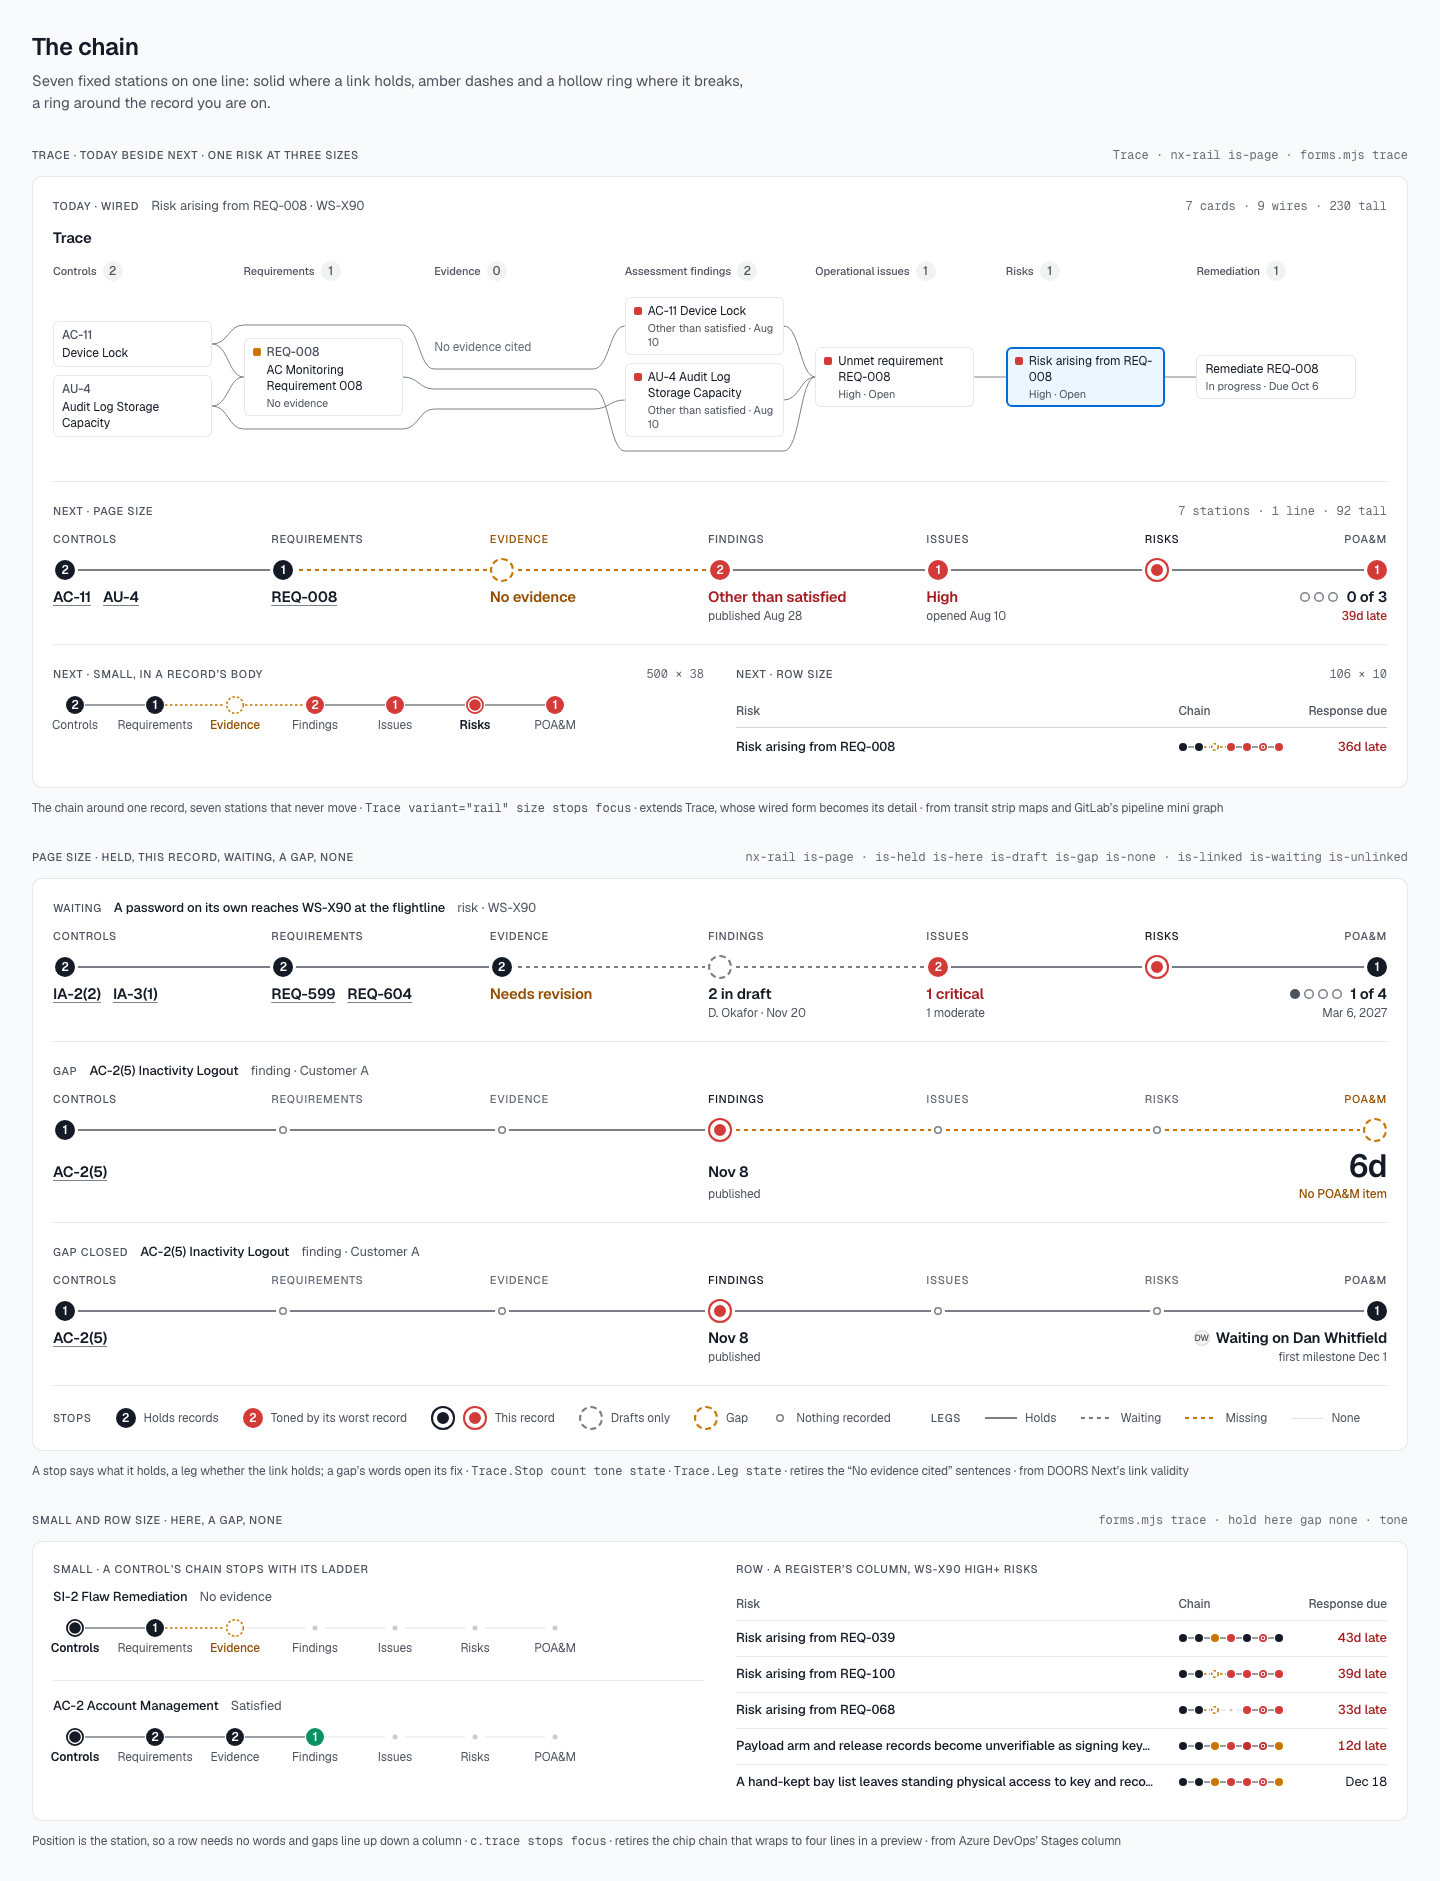 The chain
Seven fixed stations on one line: solid where a link holds, amber dashes and a hollow ring where it breaks,
a ring around the record you are on.
TRACE · TODAY BESIDE NEXT · ONE RISK AT THREE SIZES
Trace · nx-rail is-page · forms.mjs trace
TODAY · WIRED Risk arising from REQ-008 · WS-X90
7 cards · 9 wires · 230 tall
Trace
Controls 2
Requirements 1
Evidence 0
Assessment findings 2
Operational issues 1
Risks 1
Remediation 1
AC-11
Device Lock
AU-4
Audit Log Storage
Capacity
REQ-008
AC Monitoring
Requirement 008
No evidence
No evidence cited
AC-11 Device Lock
Other than satisfied · Aug
10
AU-4 Audit Log
Storage Capacity
Other than satisfied · Aug
10
Unmet requirement
REQ-008
High · Open
Risk arising from REQ-
008
High · Open
Remediate REQ-008
In progress · Due Oct 6
NEXT · PAGE SIZE
7 stations · 1 line · 92 tall
CONTROLS REQUIREMENTS EVIDENCE FINDINGS ISSUES RISKS POA&M
2 1 2 1 1
AC-11 AU-4 REQ-008 No evidence Other than satisfied High 0 of 3
published Aug 28 opened Aug 10 39d late
NEXT · SMALL, IN A RECORD'S BODY
500 × 38
2 1 2 1 1
Controls Requirements Evidence Findings Issues Risks POA&M
NEXT · ROW SIZE
106 × 10
Risk Chain Response due
Risk arising from REQ-008 36d late
The chain around one record, seven stations that never move · Trace variant="rail" size stops focus · extends Trace, whose wired form becomes its detail · from transit strip maps and GitLab's pipeline mini graph
PAGE SIZE · HELD, THIS RECORD, WAITING, A GAP, NONE
nx-rail is-page · is-held is-here is-draft is-gap is-none · is-linked is-waiting is-unlinked
WAITING A password on its own reaches WS-X90 at the flightline risk · WS-X90
CONTROLS REQUIREMENTS EVIDENCE FINDINGS ISSUES RISKS POA&M
2 2 2 2 1
IA-2(2) IA-3(1) REQ-599 REQ-604 Needs revision 2 in draft 1 critical 1 of 4
D. Okafor · Nov 20 1 moderate Mar 6, 2027
GAP AC-2(5) Inactivity Logout finding · Customer A
CONTROLS REQUIREMENTS EVIDENCE FINDINGS ISSUES RISKS POA&M
1
AC-2(5) Nov 8 6d
published No POA&M item
GAP CLOSED AC-2(5) Inactivity Logout finding · Customer A
CONTROLS REQUIREMENTS EVIDENCE FINDINGS ISSUES RISKS POA&M
1 1
AC-2(5) Nov 8 DW Waiting on Dan Whitfield
published first milestone Dec 1
STOPS 2 Holds records 2 Toned by its worst record This record Drafts only Gap Nothing recorded LEGS Holds Waiting Missing None
A stop says what it holds, a leg whether the link holds; a gap's words open its fix · Trace.Stop count tone state · Trace.Leg state · retires the “No evidence cited” sentences · from DOORS Next's link validity
SMALL AND ROW SIZE · HERE, A GAP, NONE
forms.mjs trace · hold here gap none · tone
SMALL · A CONTROL'S CHAIN STOPS WITH ITS LADDER
SI-2 Flaw Remediation No evidence
1
Controls Requirements Evidence Findings Issues Risks POA&M
AC-2 Account Management Satisfied
2 2 1
Controls Requirements Evidence Findings Issues Risks POA&M
ROW · A REGISTER'S COLUMN, WS-X90 HIGH+ RISKS
Risk Chain Response due
Risk arising from REQ-039 43d late
Risk arising from REQ-100 39d late
Risk arising from REQ-068 33d late
Payload arm and release records become unverifiable as signing key… 12d late
A hand-kept bay list leaves standing physical access to key and reco… Dec 18
Position is the station, so a row needs no words and gaps line up down a column · c.trace stops focus · retires the chip chain that wraps to four lines in a preview · from Azure DevOps' Stages column